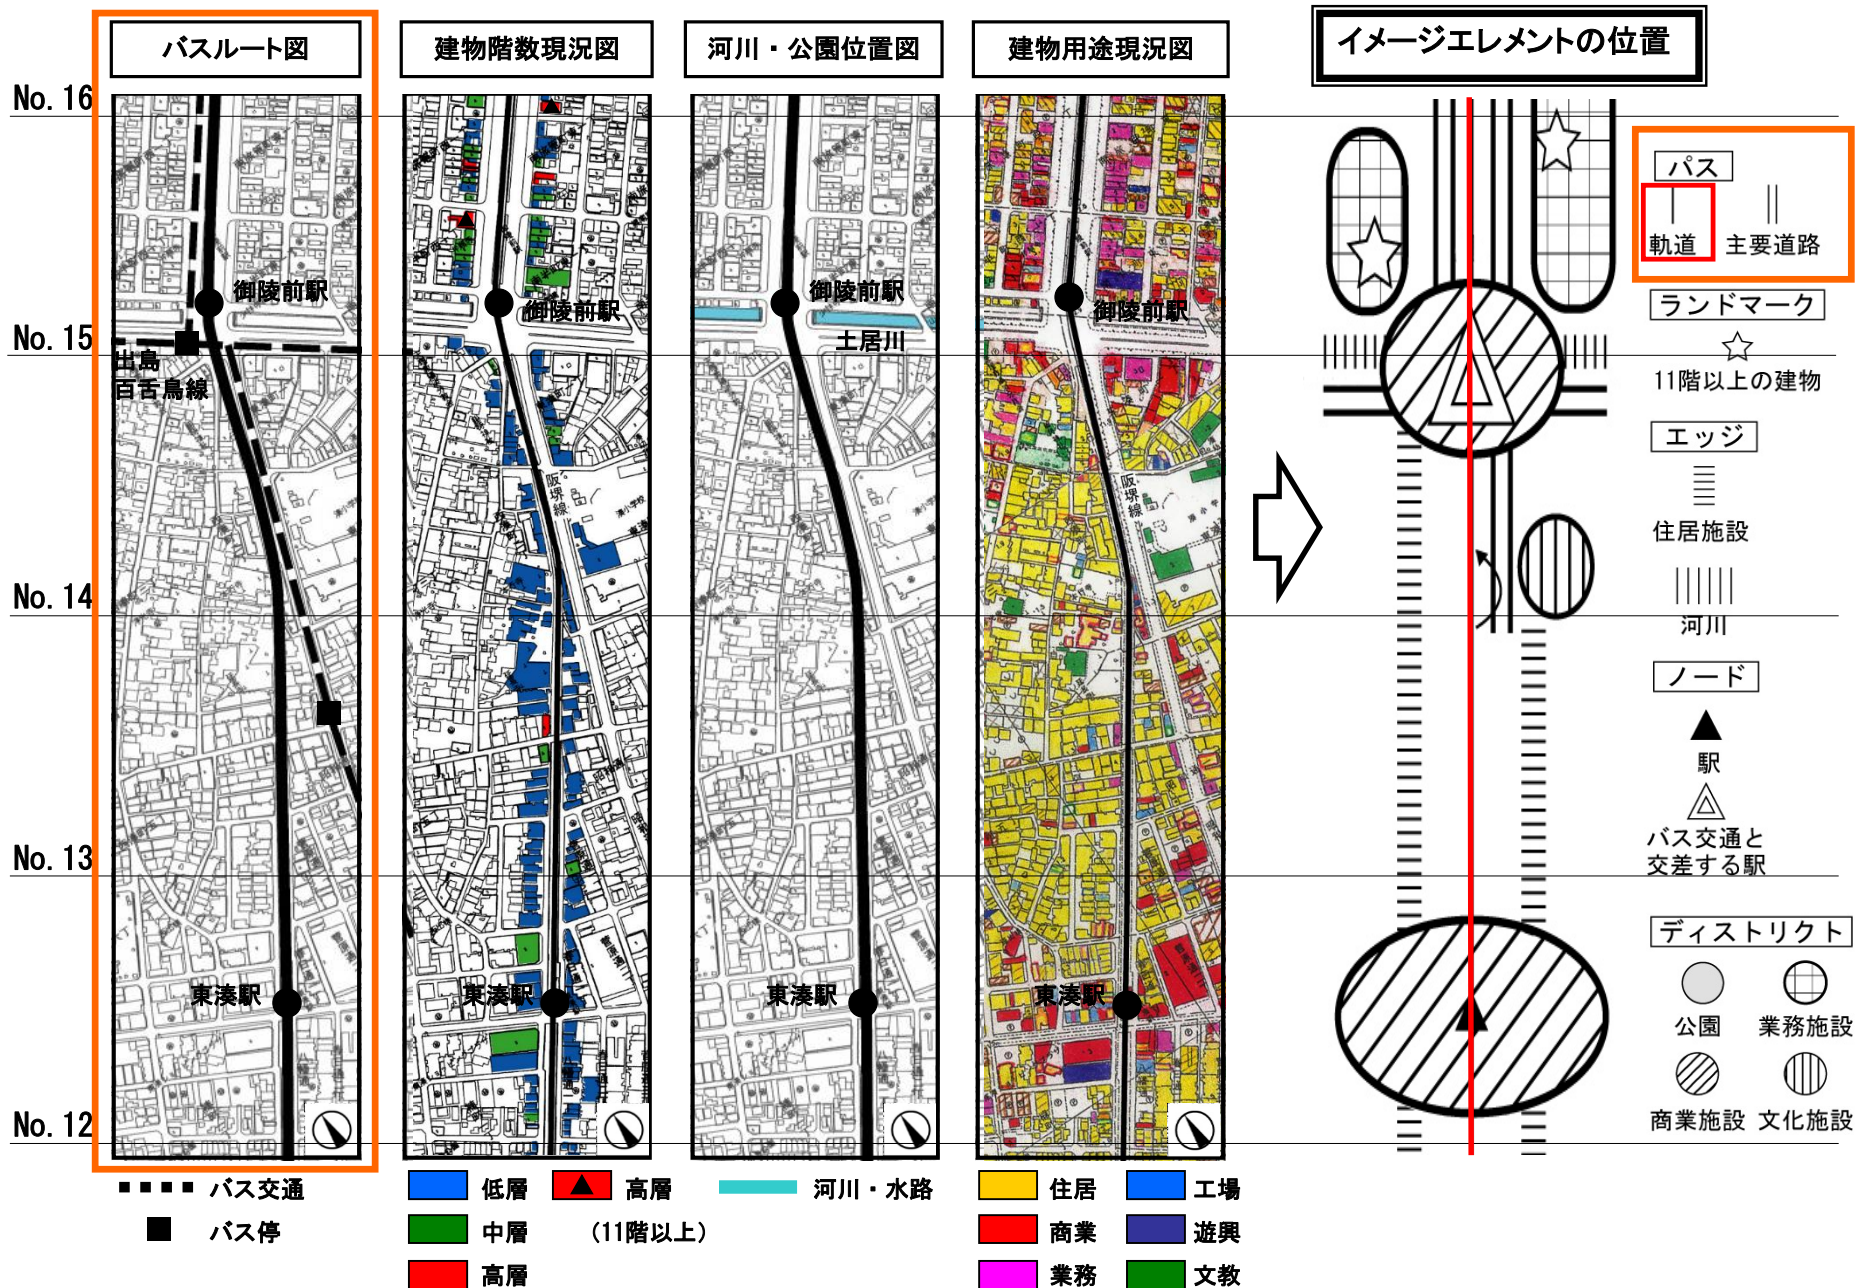 バスルート図
建物階数現況図
河川・公園位置図
建物用途現況図
イメージエレメントの位置
No. 16
No. 15
No. 14
No. 13
No. 12
御陵前駅
出島
百舌鳥線
東湊駅
御陵前駅
阪堺線
東湊駅
御陵前駅
土居川
東湊駅
御陵前駅
阪堺線
東湊駅
パス
軌道
主要道路
ランドマーク
11階以上の建物
エッジ
住居施設
河川
ノード
駅
バス交通と
交差する駅
ディストリクト
公園
業務施設
商業施設
文化施設
バス交通
バス停
低層
高層
中層
(11階以上)
高層
河川・水路
住居
工場
商業
遊興
業務
文教